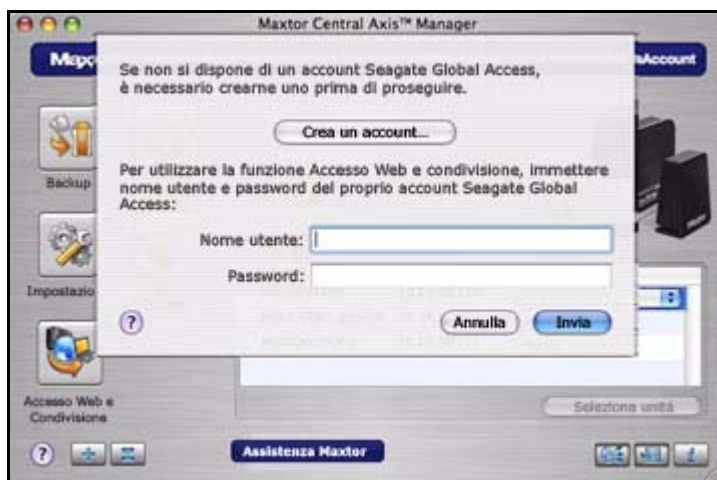 Maxtor Central Axis™ Manager
Se non si dispone di un account Seagate Global Access,
è necessario crearne uno prima di proseguire.
Crea un account...
Per utilizzare la funzione Accesso Web e condivisione, immettere
nome utente e password del proprio account Seagate Global
Access:
Nome utente:
Password:
?
Annulla
Invia
Backup
Impostazio
Accesso Web e
Condivisione
Seleziona unità
?
Assistenza Maxtor